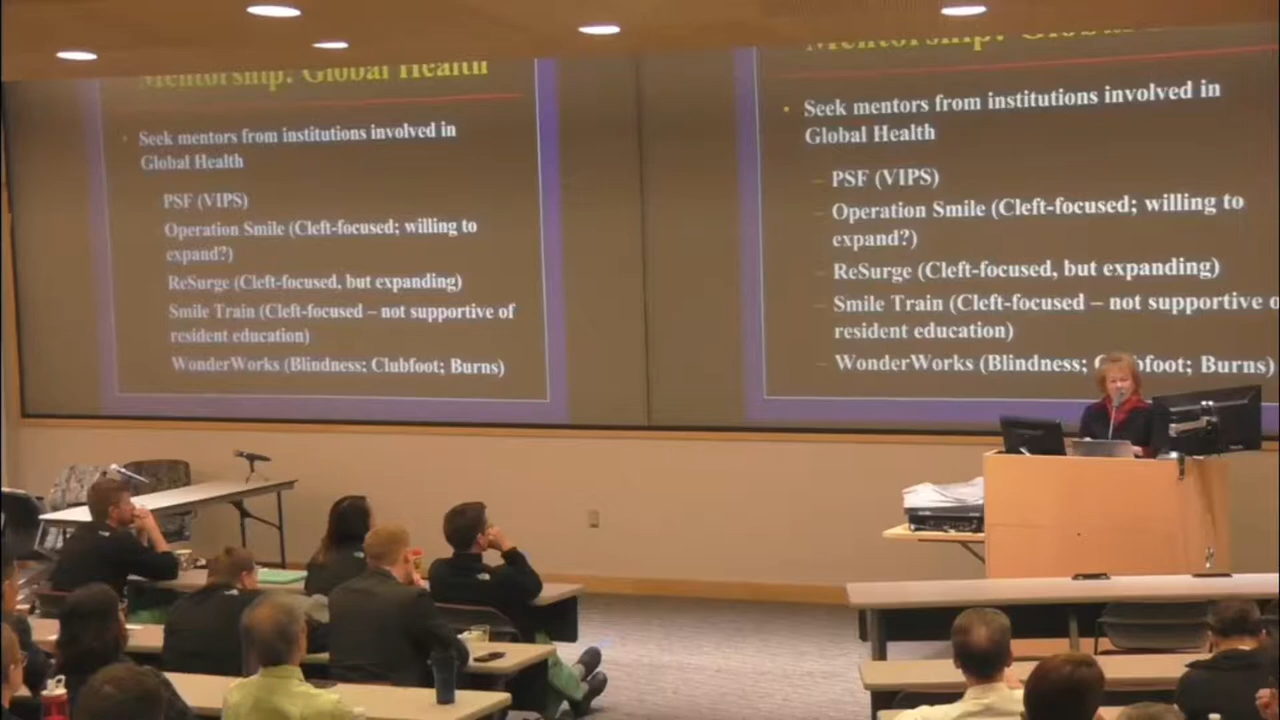 Mentorship: Global Health
Seek mentors from institutions involved in
Global Health
PSF (VIPS)
Operation Smile (Cleft-focused; willing to
expand?)
ReSurge (Cleft-focused, but expanding)
Smile Train (Cleft-focused – not supportive of
resident education)
WonderWorks (Blindness; Clubfoot; Burns)
Mentorship: Global
• Seek mentors from institutions involved in
Global Health
– PSF (VIPS)
– Operation Smile (Cleft-focused; willing to
expand?)
– ReSurge (Cleft-focused, but expanding)
– Smile Train (Cleft-focused – not supportive o
resident education)
– WonderWorks (Blindness; C bfoot; Burns)